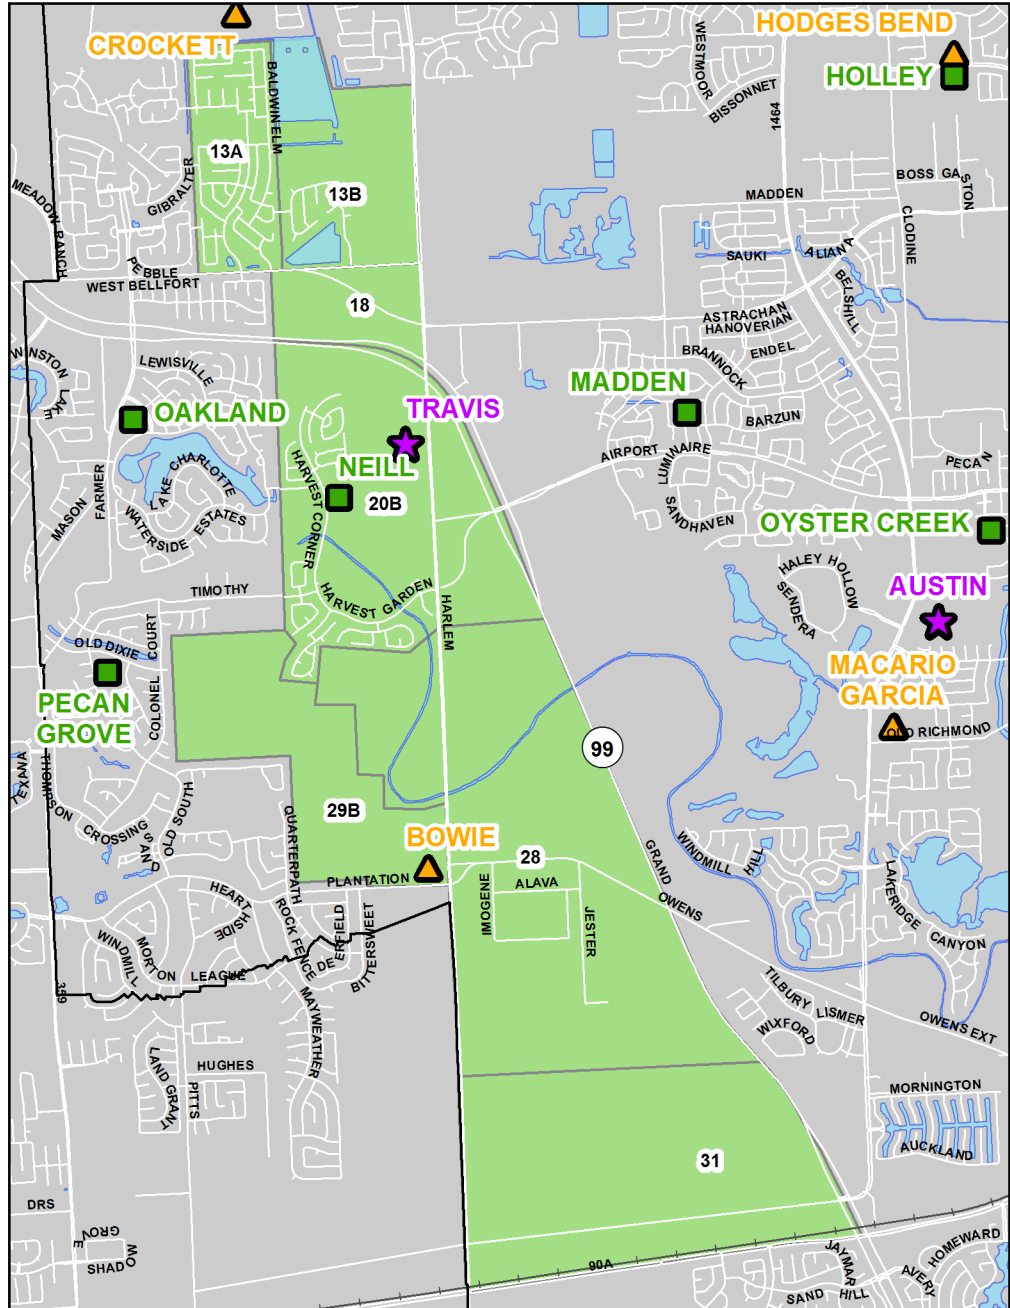 CROCKETT
HODGES BEND
HOLLEY
WESTMOOR
BISSONNET
1464
BALDWIN ELM
13A
13B
GIBRALTER
MEADOW RANCH
BOSS GASTON
MADDEN
CLODINE
PEBBLE
WEST BELLFORT
SAUKI
ALIANA
BELSHILL
18
ASTRACHAN
HANOVERIAN
BRANNOCK
ENDEL
WINSTON LAKE
LEWISVILLE
MADDEN
OAKLAND
TRAVIS
BARZUN
AIRPORT
LUMINAIRE
PECAN
NEILL
20B
HARVEST CORNER
LAKE CHARLOTTE
FARMER
MASON
WATERSIDE ESTATES
SANDHAVEN
OYSTER CREEK
HALEY HOLLOW
SENDERA
AUSTIN
TIMOTHY
HARVEST GARDEN
HARLEM
OLD DIXIE
COURT
COLONEL
PECAN
GROVE
MACARIO
GARCIA
OLD RICHMOND
99
TEXANA
THOMPSON CROSSING
SAND
OLD SOUTH
QUARTERPATH
29B
BOWIE
28
GRAND
WINDMILL HILL
LAKERIDGE CANYON
PLANTATION
ALAVA
IMOGENE
JESTER
OWENS
HEARTHSIDE
ROCK FENCE
DEERFIELD
BITTERSWEET
WINDMILL
MORTON LEAGUE
359
MAYWEATHER
TILBURY
LISMER
WIXFORD
OWENS EXT
LAND GRANT
HUGHES
PITTS
MORNINGTON
AUCKLAND
31
DRS
GROVE
SHADOM
90A
JAYMAR
SAND HILL
AVERY
HOMEWARD